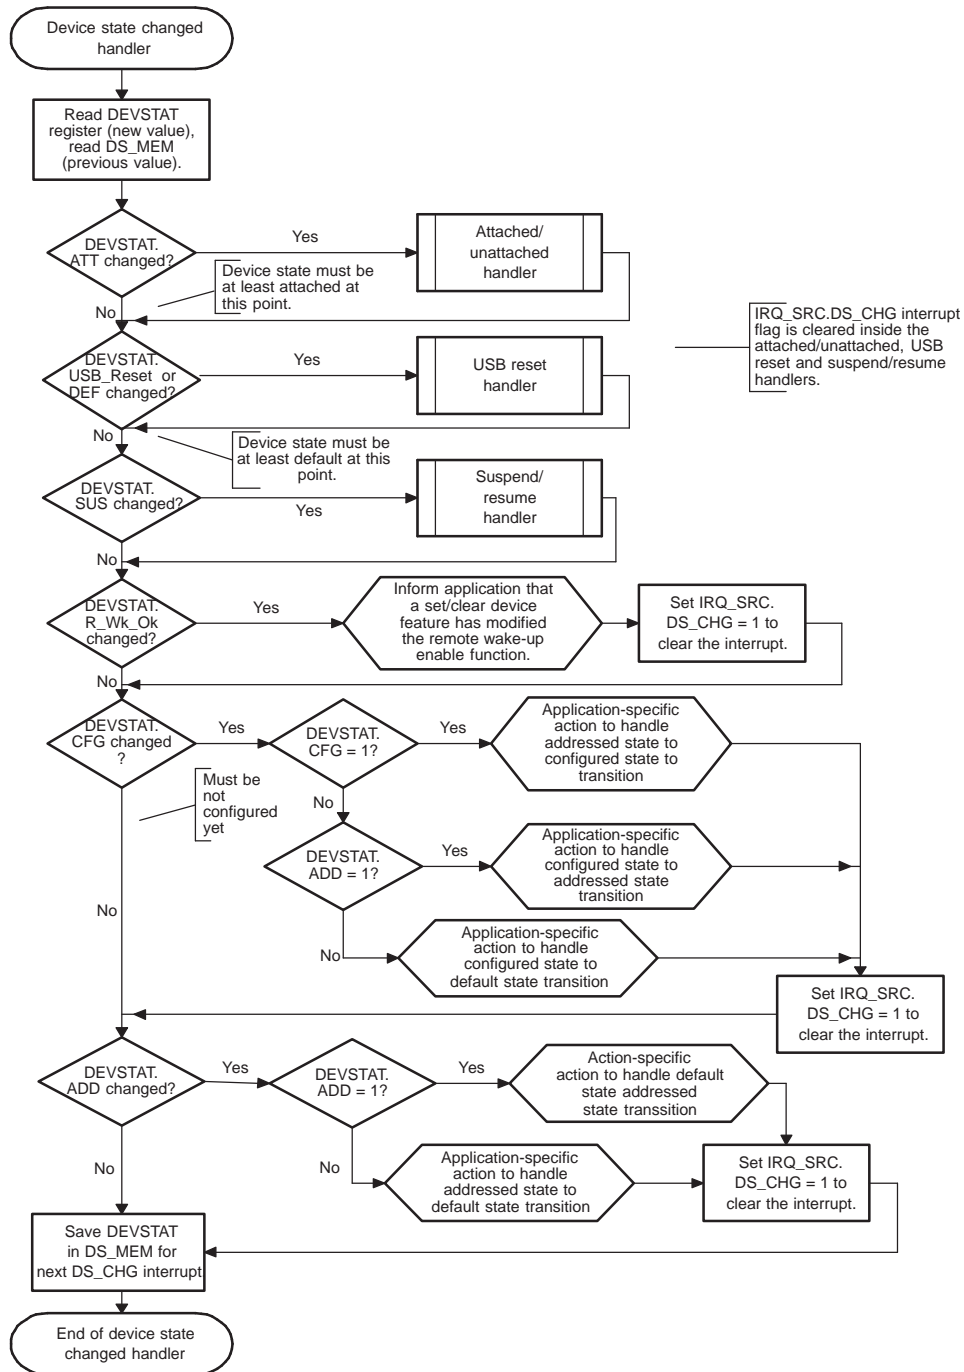 Device state changed
handler
Read DEVSTAT
register (new value),
read DS_MEM
(previous value).
DEVSTAT.
ATT changed?
Yes
Attached/
unattached
handler
Device state must be
at least attached at
this point.
No
IRQ_SRC.DS_CHG interrupt
flag is cleared inside the
attached/unattached, USB
reset and suspend/resume
handlers.
DEVSTAT.
USB_Reset or
DEF changed?
Yes
USB reset
handler
No
Device state must be
at least default at this
point.
DEVSTAT.
SUS changed?
Yes
Suspend/
resume
handler
No
DEVSTAT.
R_Wk_Ok
changed?
Yes
Inform application that
a set/clear device
feature has modified
the remote wake-up
enable function.
Set IRQ_SRC.
DS_CHG = 1 to
clear the interrupt.
No
DEVSTAT.
CFG changed
?
Yes
DEVSTAT.
CFG = 1?
Yes
Application-specific
action to handle
addressed state to
configured state to
transition
Must be
not
configured
yet
No
DEVSTAT.
ADD = 1?
Yes
Application-specific
action to handle
configured state to
addressed state
transition
No
No
Application-specific
action to handle
configured state to
default state transition
Set IRQ_SRC.
DS_CHG = 1 to
clear the interrupt.
DEVSTAT.
ADD changed?
Yes
DEVSTAT.
ADD = 1?
Yes
Action-specific
action to handle default
state addressed
state transsition
No
No
Application-specific
action to handle
addressed state to
default state transition
Set IRQ_SRC.
DS_CHG = 1 to
clear the interrupt.
Save DEVSTAT
in DS_MEM for
next DS_CHG interrupt
End of device state
changed handler